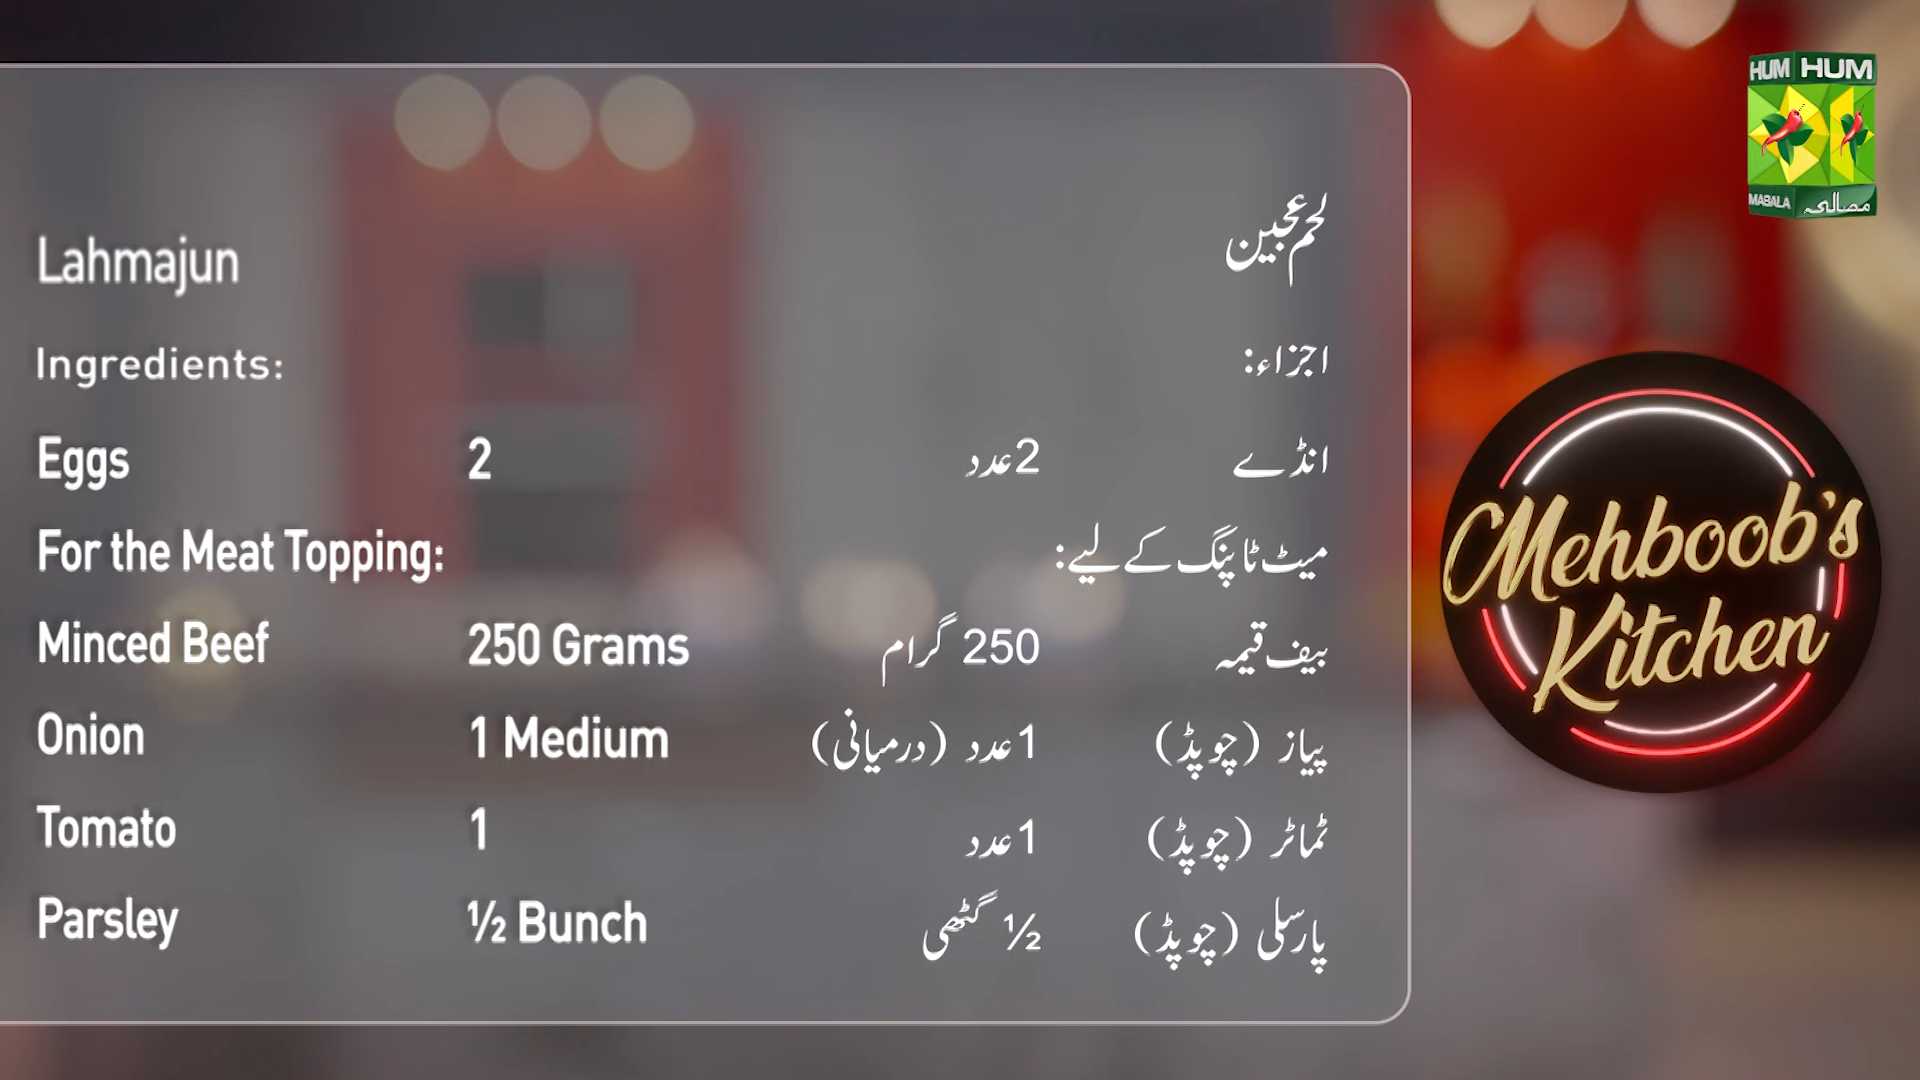 HUM HUM
MASALA مصالحہ
Lahmajun لحم عجین
Ingredients: اجزاء:
Eggs 2 2عدد انڈے
For the Meat Topping: میٹ ٹاپنگ کے لیے:
Minced Beef 250 Grams 250 گرام بیف قیمہ
Onion 1 Medium 1عدد (درمیانی) پیاز (چوپڈ)
Tomato 1 1عدد ٹماٹر (چوپڈ)
Parsley ½ Bunch ½ گٹھی پارسلی (چوپڈ)
Mehboob's
Kitchen